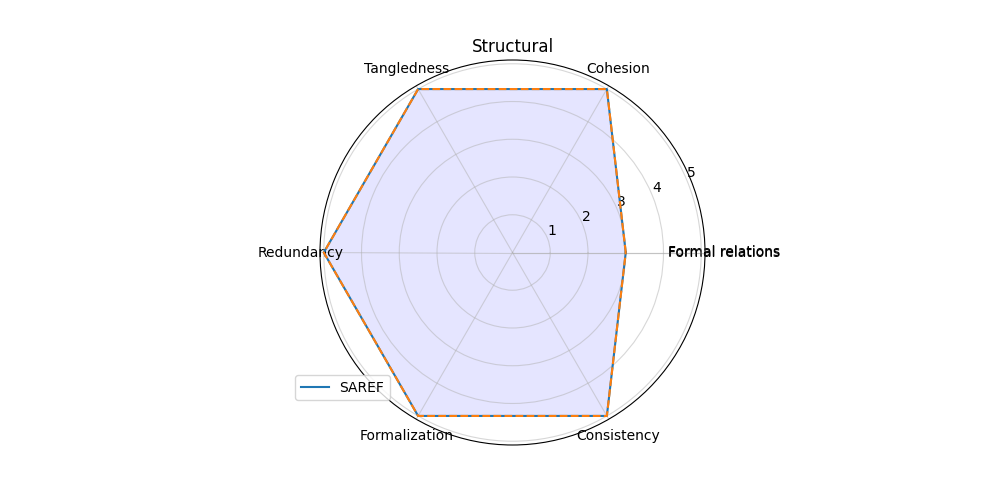 Structural
Tangledness
Cohesion
5
4
3
2
1
Redundancy
Formal relations
SAREF
Formalization
Consistency